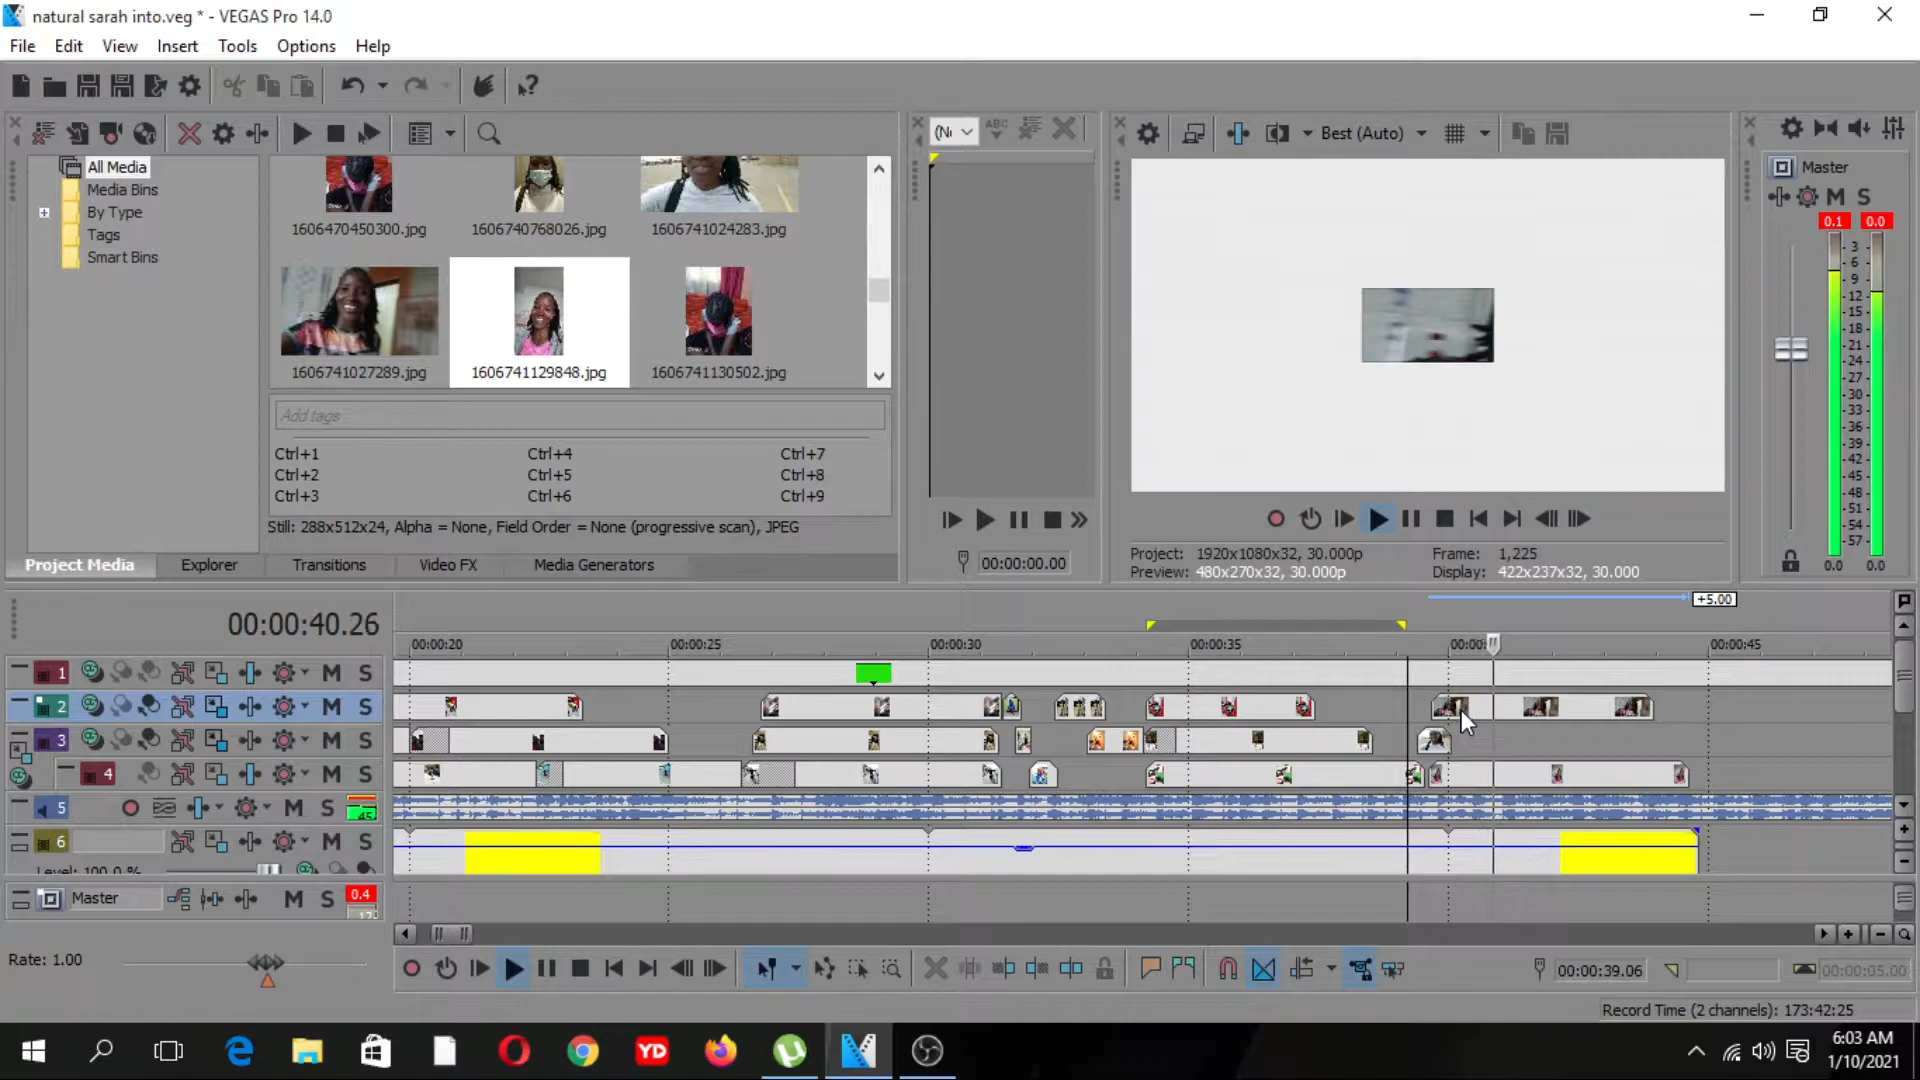 natural sarah into.veg * - VEGAS Pro 14.0
File Edit View Insert Tools Options Help
All Media
Media Bins
By Type
Tags
Smart Bins
1606470450300.jpg 1606740768026.jpg 1606741024283.jpg
1606741027289.jpg 1606741129848.jpg 1606741130502.jpg
Add tags
Ctrl+1 Ctrl+4 Ctrl+7
Ctrl+2 Ctrl+5 Ctrl+8
Ctrl+3 Ctrl+6 Ctrl+9
Still: 288x512x24, Alpha = None, Field Order = None (progressive scan), JPEG
Project Media Explorer Transitions Video FX Media Generators
ABC
00:00:00.00
Best (Auto)
Project: 1920x1080x32, 30.000p Frame: 1,225
Preview: 480x270x32, 30.000p Display: 422x237x32, 30.000
Master
M S
0.1 0.0
3
6
9
12
15
18
21
24
27
30
33
36
39
42
45
48
51
54
57
0.0 0.0
+5.00
00:00:40.26
00:00:20 00:00:25 00:00:30 00:00:35 00:00: 00:00:45
1 M S
2 M S
3 M S
4 M S
5 M S
6 M S
Level: 100.0 %
Master M S 0.4
Rate: 1.00
00:00:39.06 00:00:05.00
Record Time (2 channels): 173:42:25
YD
6:03 AM
1/10/2021